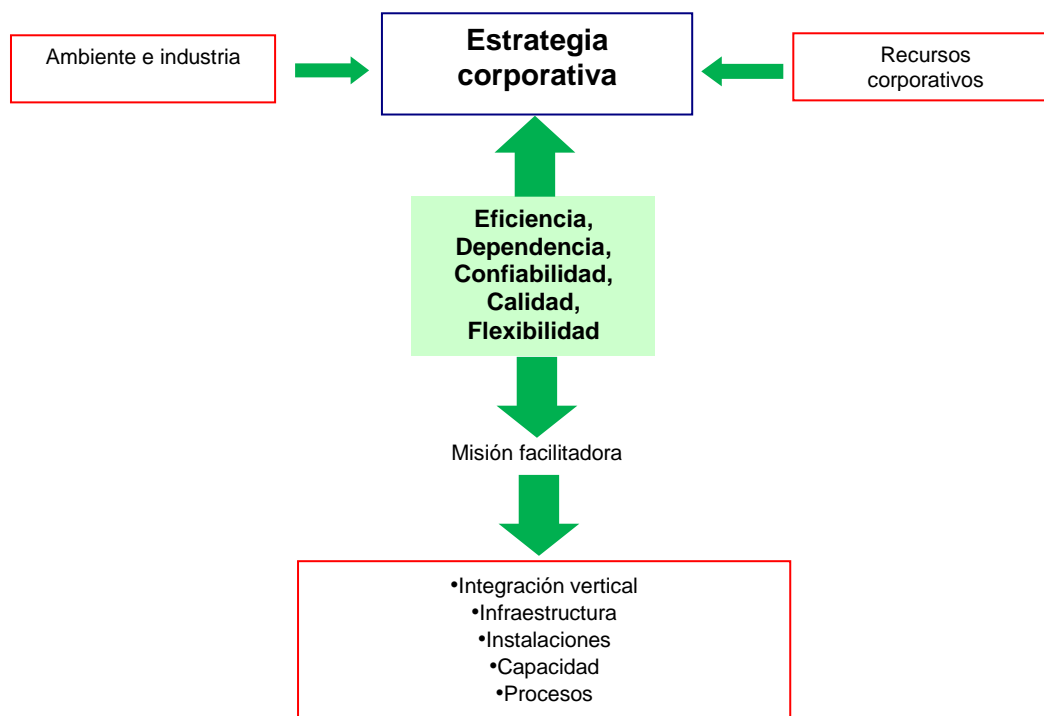 Ambiente e industria
Estrategia
corporativa
Recursos
corporativos
Eficiencia,
Dependencia,
Confiabilidad,
Calidad,
Flexibilidad
Misión facilitadora
•Integración vertical
•Infraestructura
•Instalaciones
•Capacidad
•Procesos